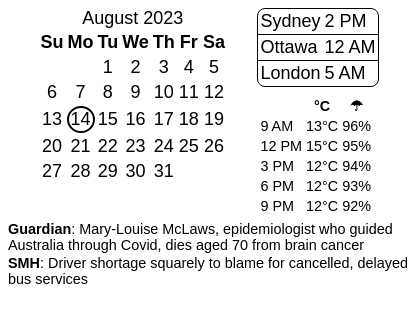 August 2023
Su Mo Tu We Th Fr Sa
1 2 3 4 5
6 7 8 9 10 11 12
13 14 15 16 17 18 19
20 21 22 23 24 25 26
27 28 29 30 31
Sydney 2 PM
Ottawa 12 AM
London 5 AM
°C ☂
9 AM 13°C 96%
12 PM 15°C 95%
3 PM 12°C 94%
6 PM 12°C 93%
9 PM 12°C 92%
Guardian: Mary-Louise McLaws, epidemiologist who guided
Australia through Covid, dies aged 70 from brain cancer
SMH: Driver shortage squarely to blame for cancelled, delayed
bus services